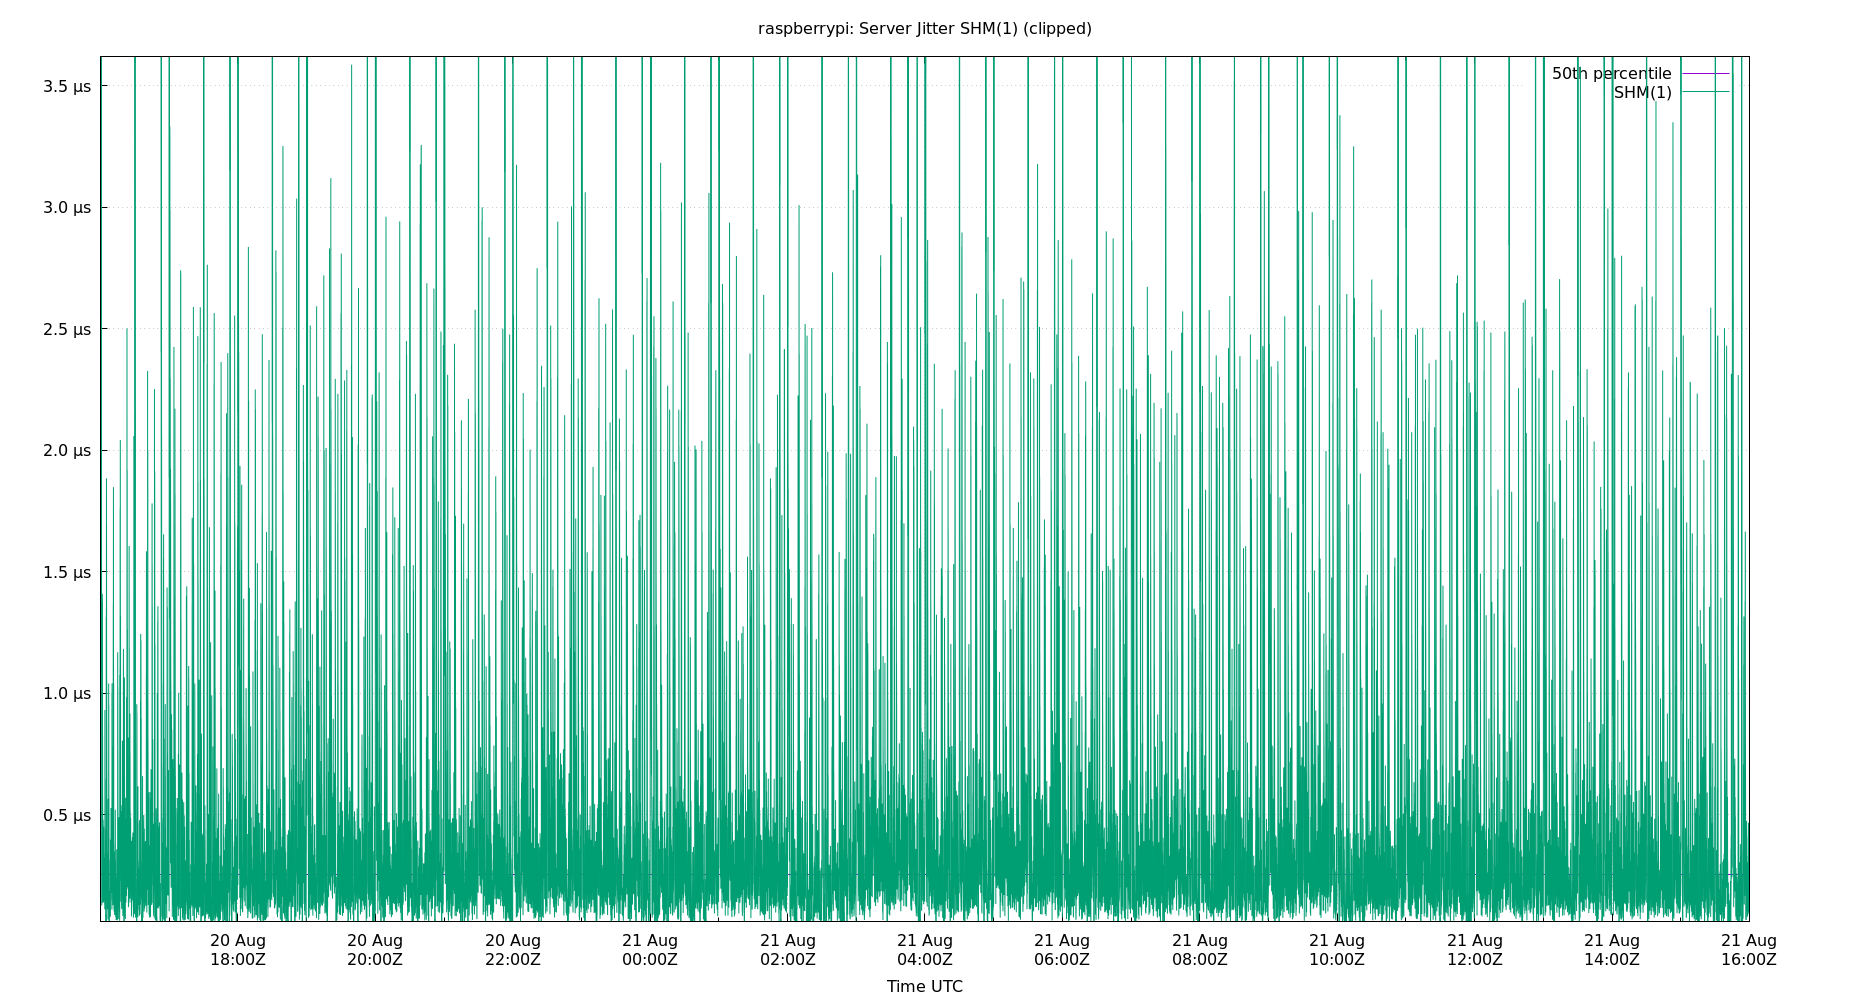 raspberrypi: Server Jitter SHM(1) (clipped)
50th percentile
SHM(1)
3.5 µs
3.0 µs
2.5 µs
2.0 µs
1.5 µs
1.0 µs
0.5 µs
20 Aug 20 Aug 20 Aug 21 Aug 21 Aug 21 Aug 21 Aug 21 Aug 21 Aug 21 Aug 21 Aug 21 Aug
18:00Z 20:00Z 22:00Z 00:00Z 02:00Z 04:00Z 06:00Z 08:00Z 10:00Z 12:00Z 14:00Z 16:00Z
Time UTC